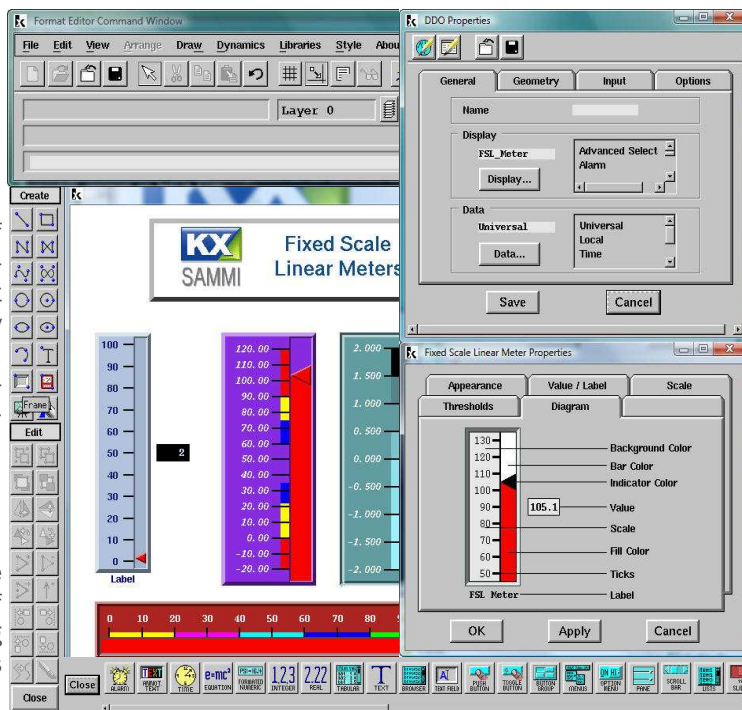 Format Editor Command Window
File Edit View Arrange Draw Dynamics Libraries Style
Layer 0
DDO Properties
General Geometry Input Options
Name
Display
FSL_Meter
Advanced Select
Alarm
Display...
Data
Universal
Universal
Local
Time
Data...
Save Cancel
Create
Frame
Edit
Close
KX
SAMMI
Fixed Scale
Linear Meters
100
90
80
70
60
50
40
30
20
10
0
Label
2
120.00
110.00
100.00
90.00
80.00
70.00
60.00
50.00
40.00
30.00
20.00
10.00
0.00
-10.00
-20.00
2.000
1.500
1.000
0.500
0.000
-0.500
-1.000
-1.500
-2.000
0 10 20 30 40 50 60 70 80
Fixed Scale Linear Meter Properties
Appearance Value / Label Scale
Thresholds Diagram
130
120
110
100
90
80
70
60
50
105.1
FSL Meter
Background Color
Bar Color
Indicator Color
Value
Scale
Fill Color
Ticks
Label
OK Apply Cancel
Close
ALARM
ANNOT TEXT
TIME
e=mc²
EQUATION
FORMATTED NUMERIC
123
INTEGER
2.22
REAL
TABULAR
T
TEXT
BROWSER
A
TEXT FIELD
PUSH BUTTON
TOGGLE BUTTON
BUTTON GROUP
MENUS
OPTION MENU
PANE
SCROLL BAR
LISTS